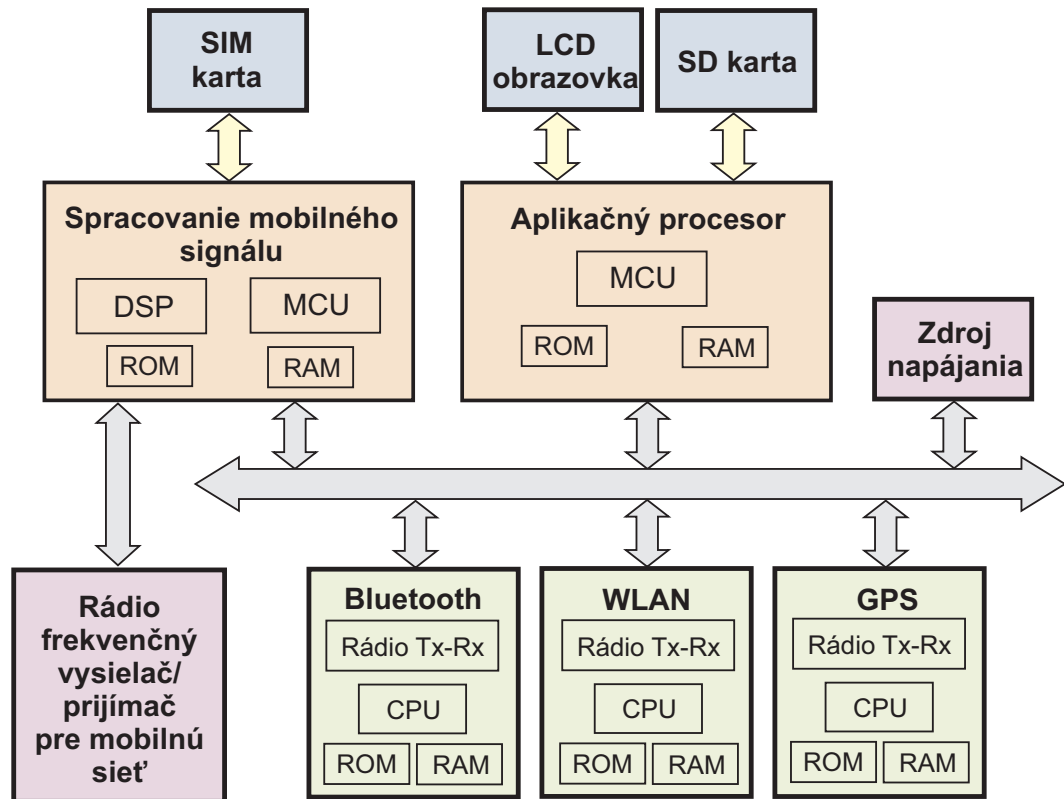 SIM
karta
LCD
obrazovka
SD karta
Spracovanie mobilného
signálu
DSP
MCU
ROM
RAM
Aplikačný procesor
MCU
ROM
RAM
Zdroj
napájania
Rádio
frekvenčný
vysielač/
prijímač
pre mobilnú
sieť
Bluetooth
Rádio Tx-Rx
CPU
ROM
RAM
WLAN
Rádio Tx-Rx
CPU
ROM
RAM
GPS
Rádio Tx-Rx
CPU
ROM
RAM